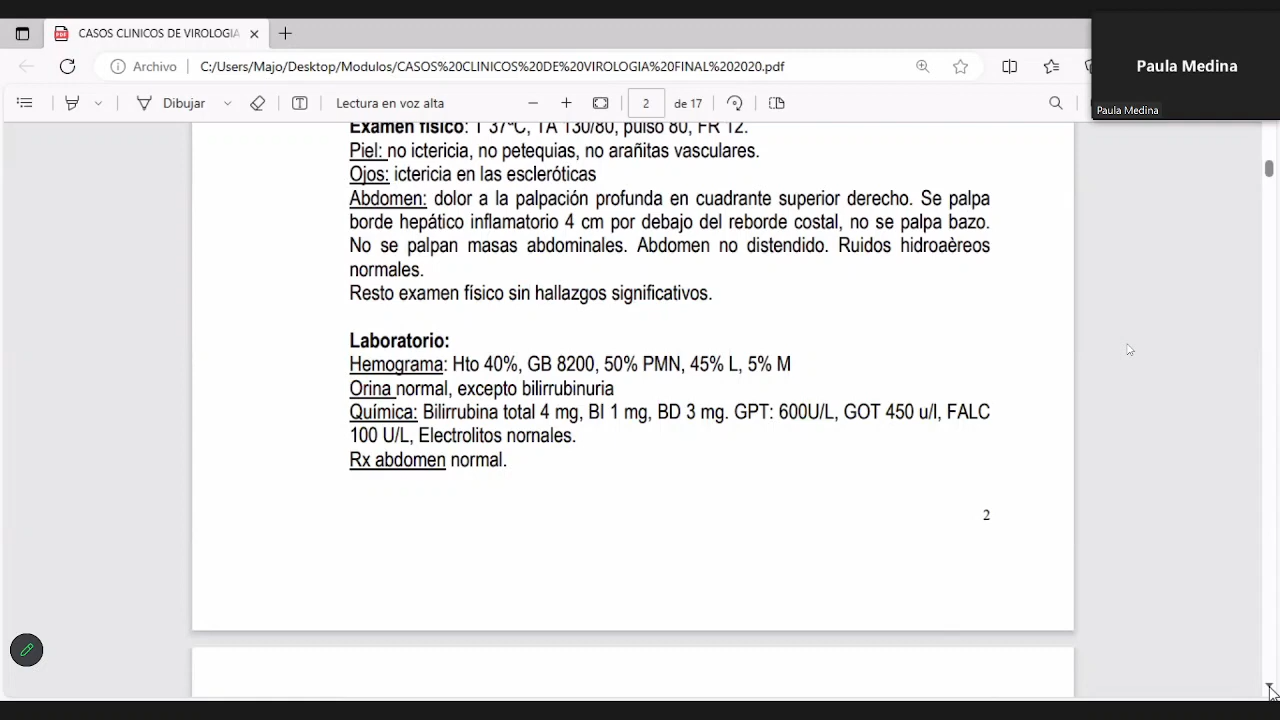 CASOS CLINICOS DE VIROLOGIA
Archivo
C:/Users/Majo/Desktop/Modulos/CASOS%20CLINICOS%20DE%20VIROLOGIA%20FINAL%202020.pdf
Paula Medina
Paula Medina
Dibujar
Lectura en voz alta
2
de 17
Examen físico: T 37ºC, TA 130/80, pulso 80, FR 12.
Piel: no ictericia, no petequias, no arañitas vasculares.
Ojos: ictericia en las escleróticas
Abdomen: dolor a la palpación profunda en cuadrante superior derecho. Se palpa
borde hepático inflamatorio 4 cm por debajo del reborde costal, no se palpa bazo.
No se palpan masas abdominales. Abdomen no distendido. Ruidos hidroaèreos
normales.
Resto examen físico sin hallazgos significativos.
Laboratorio:
Hemograma: Hto 40%, GB 8200, 50% PMN, 45% L, 5% M
Orina normal, excepto bilirrubinuria
Química: Bilirrubina total 4 mg, BI 1 mg, BD 3 mg. GPT: 600U/L, GOT 450 u/l, FALC
100 U/L, Electrolitos nornales.
Rx abdomen normal.
2